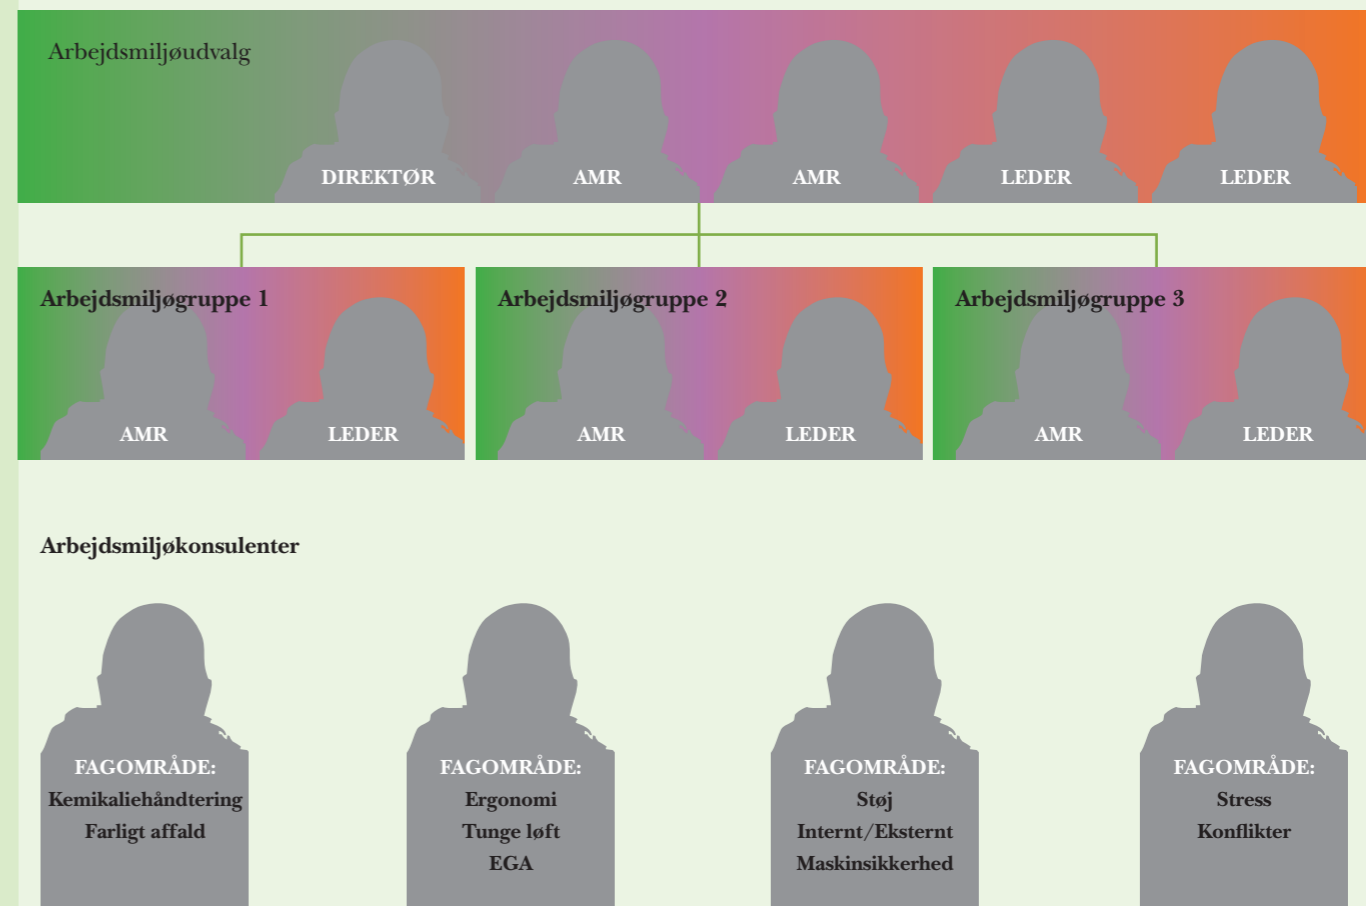 Arbejdsmiljøudvalg
DIREKTØR
AMR
AMR
LEDER
LEDER
Arbejdsmiljøgruppe 1
AMR
LEDER
Arbejdsmiljøgruppe 2
AMR
LEDER
Arbejdsmiljøgruppe 3
AMR
LEDER
Arbejdsmiljøkonsulenter
FAGOMRÅDE:
Kemikaliehåndtering
Farligt affald
FAGOMRÅDE:
Ergonomi
Tunge løft
EGA
FAGOMRÅDE:
Støj
Internt/Eksternt
Maskinsikkerhed
FAGOMRÅDE:
Stress
Konflikter